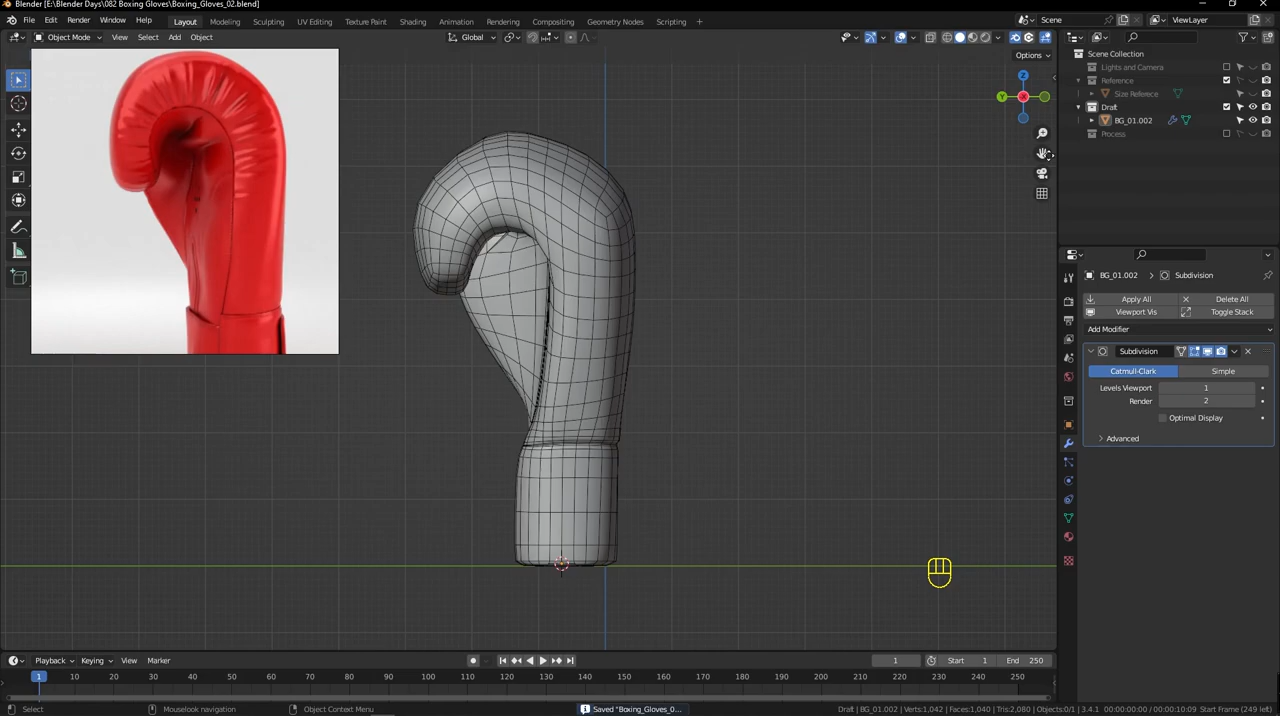 Blender [E:\Blender Days\082 Boxing Gloves\Boxing_Gloves_02.blend]
File Edit Render Window Help
Layout Modeling Sculpting UV Editing Texture Paint Shading Animation Rendering Compositing Geometry Nodes Scripting +
Scene ViewLayer
Object Mode View Select Add Object Global
Options
Z
Y
Scene Collection
Lights and Camera
Reference
Size Referece
Draft
BG_01.002
Process
BG_01.002 > Subdivision
Apply All Delete All
Viewport Vis Toggle Stack
Add Modifier
Subdivision
Catmull-Clark Simple
Levels Viewport 1
Render 2
Optimal Display
Advanced
Playback Keying View Marker
1 Start 1 End 250
1 10 20 30 40 50 60 70 80 90 100 110 120 130 140 150 160 170 180 190 200 210 220 230 240 250
Select Mouselook navigation Object Context Menu Saved "Boxing_Gloves_0... Draft | BG_01.002 | Verts:1,042 | Faces:1,040 | Tris:2,080 | Objects:0/1 | 3.4.1 00:00:00:00 / 00:00:10:09 Start Frame (249 left)